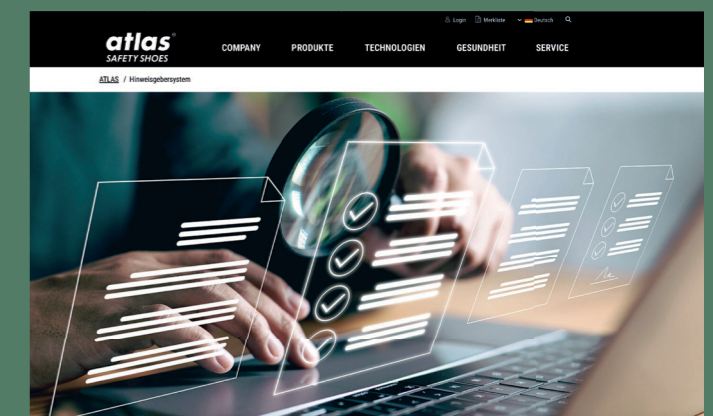 Login Merkliste Deutsch
atlas®
SAFETY SHOES
COMPANY PRODUKTE TECHNOLOGIEN GESUNDHEIT SERVICE
ATLAS / Hinweisgebersystem